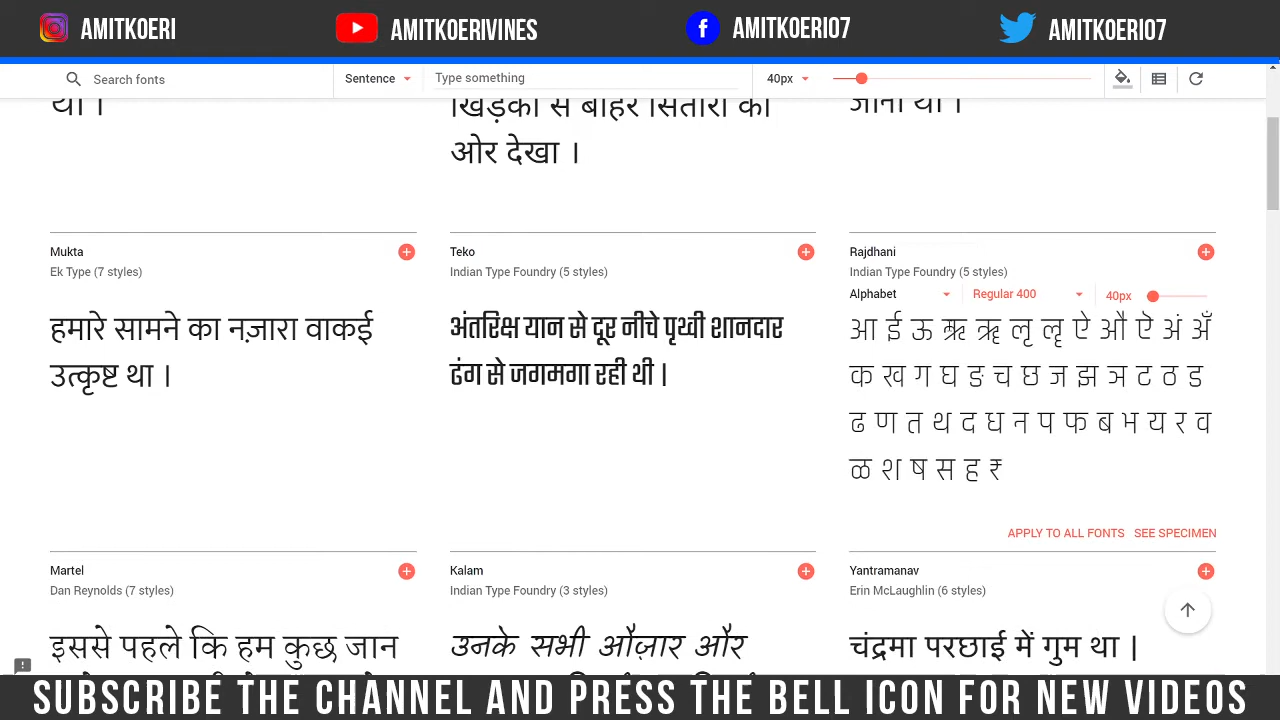 AMITKOERI AMITKOERIVINES AMITKOERI07 AMITKOERI07
Search fonts Sentence Type something 40px
था ।
खिड़की से बाहर सितारों की
ओर देखा ।
जाना था ।
Mukta
Ek Type (7 styles)
हमारे सामने का नज़ारा वाकई
उत्कृष्ट था ।
Teko
Indian Type Foundry (5 styles)
अंतरिक्ष यान से दूर नीचे पृथ्वी शानदार
ढंग से जगमगा रही थी ।
Rajdhani
Indian Type Foundry (5 styles)
Alphabet Regular 400 40px
आ ई ऊ ऋ ॠ लृ ॡ ऐ औ ऎ अं अँ
क ख ग घ ङ च छ ज झ ञ ट ठ ड
ढ ण त थ द ध न प फ ब भ य र व
ळ श ष स ह ₹
APPLY TO ALL FONTS SEE SPECIMEN
Martel
Dan Reynolds (7 styles)
इससे पहले कि हम कुछ जान
Kalam
Indian Type Foundry (3 styles)
उनके सभी औज़ार और
Yantramanav
Erin McLaughlin (6 styles)
चंद्रमा परछाई में गुम था ।
SUBSCRIBE THE CHANNEL AND PRESS THE BELL ICON FOR NEW VIDEOS